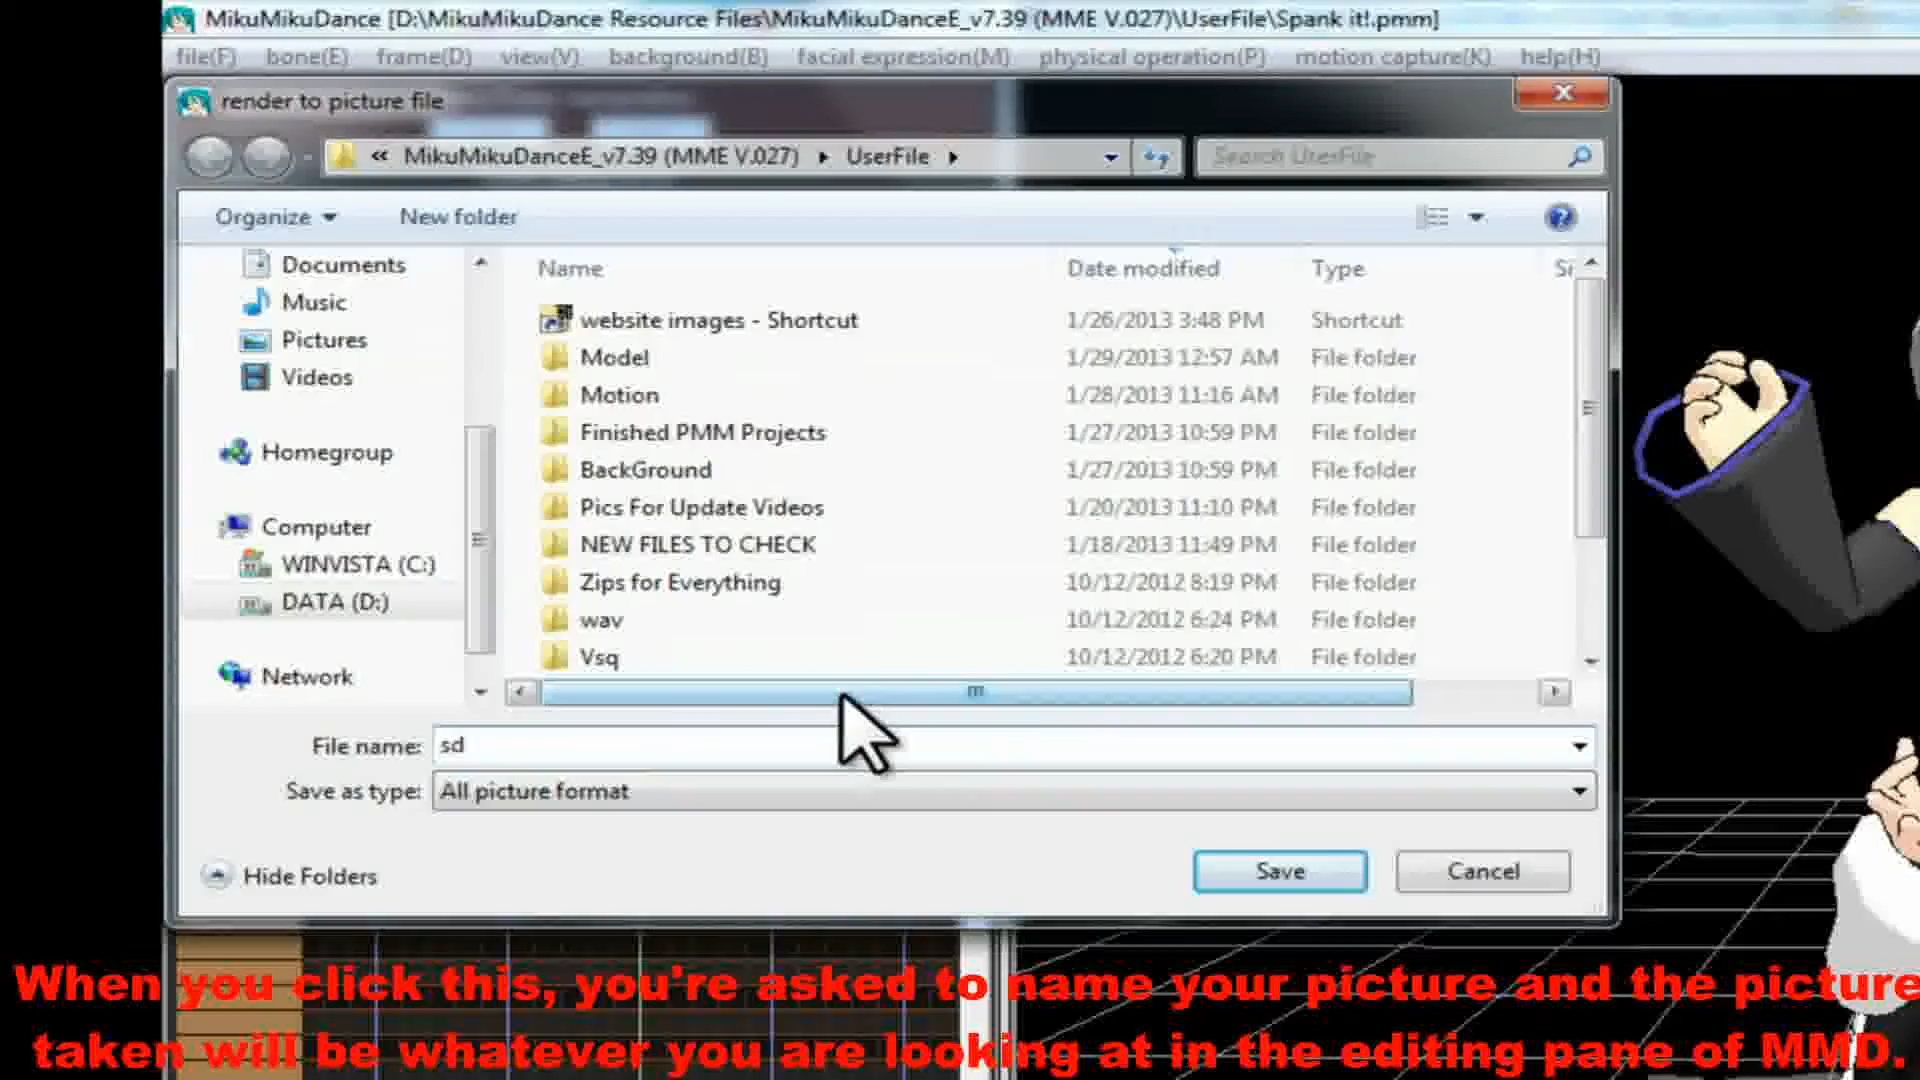 MikuMikuDance [D:\MikuMikuDance Resource Files\MikuMikuDanceE_v7.39 (MME V.027)\UserFile\Spank it!.pmm]
file(F) bone(E) frame(D) view(V) background(B) facial expression(M) physical operation(P) motion capture(K) help(H)
render to picture file
« MikuMikuDanceE_v7.39 (MME V.027) ▸ UserFile ▸ Search UserFile
Organize New folder
Documents Name Date modified Type Si
Music website images - Shortcut 1/26/2013 3:48 PM Shortcut
Pictures Model 1/29/2013 12:57 AM File folder
Videos Motion 1/28/2013 11:16 AM File folder
Finished PMM Projects 1/27/2013 10:59 PM File folder
Homegroup BackGround 1/27/2013 10:59 PM File folder
Pics For Update Videos 1/20/2013 11:10 PM File folder
Computer NEW FILES TO CHECK 1/18/2013 11:49 PM File folder
WINVISTA (C:) Zips for Everything 10/12/2012 8:19 PM File folder
DATA (D:) wav 10/12/2012 6:24 PM File folder
Network Vsq 10/12/2012 6:20 PM File folder
File name: sd
Save as type: All picture format
Hide Folders Save Cancel
When you click this, you're asked to name your picture and the picture
taken will be whatever you are looking at in the editing pane of MMD.